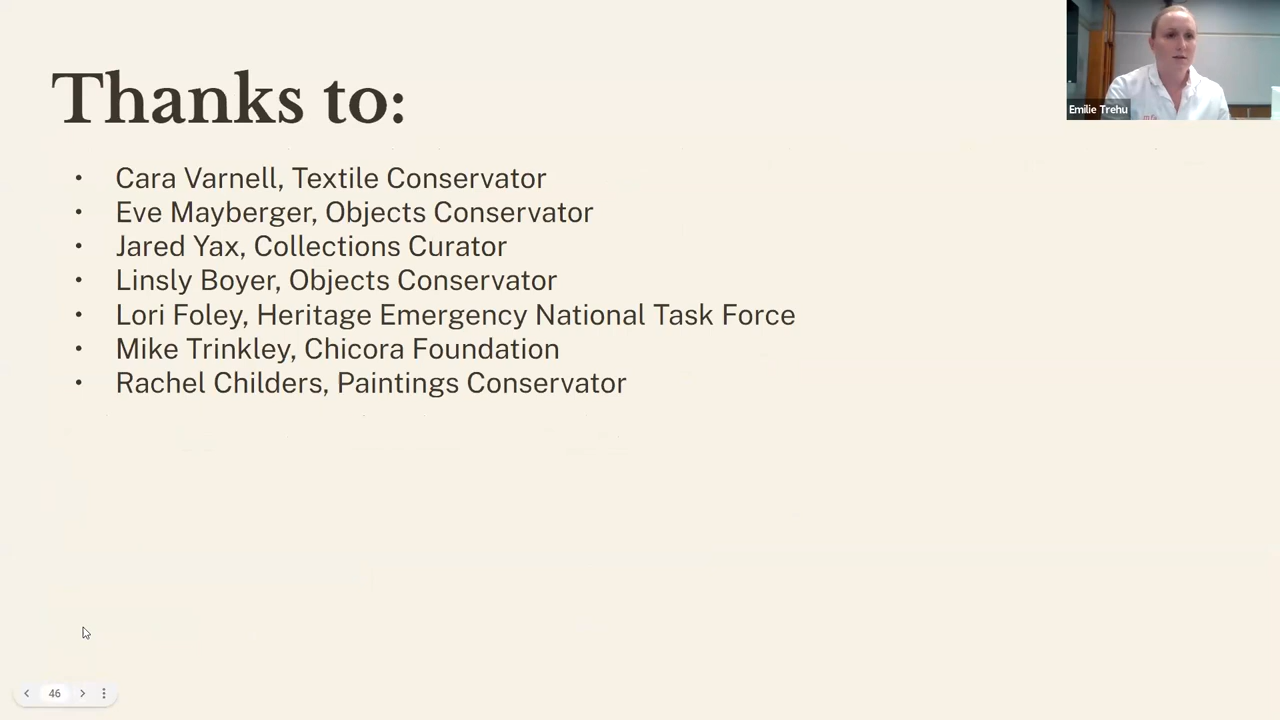 Thanks to:
• Cara Varnell, Textile Conservator
• Eve Mayberger, Objects Conservator
• Jared Yax, Collections Curator
• Linsly Boyer, Objects Conservator
• Lori Foley, Heritage Emergency National Task Force
• Mike Trinkley, Chicora Foundation
• Rachel Childers, Paintings Conservator
Emilie Trehu
46